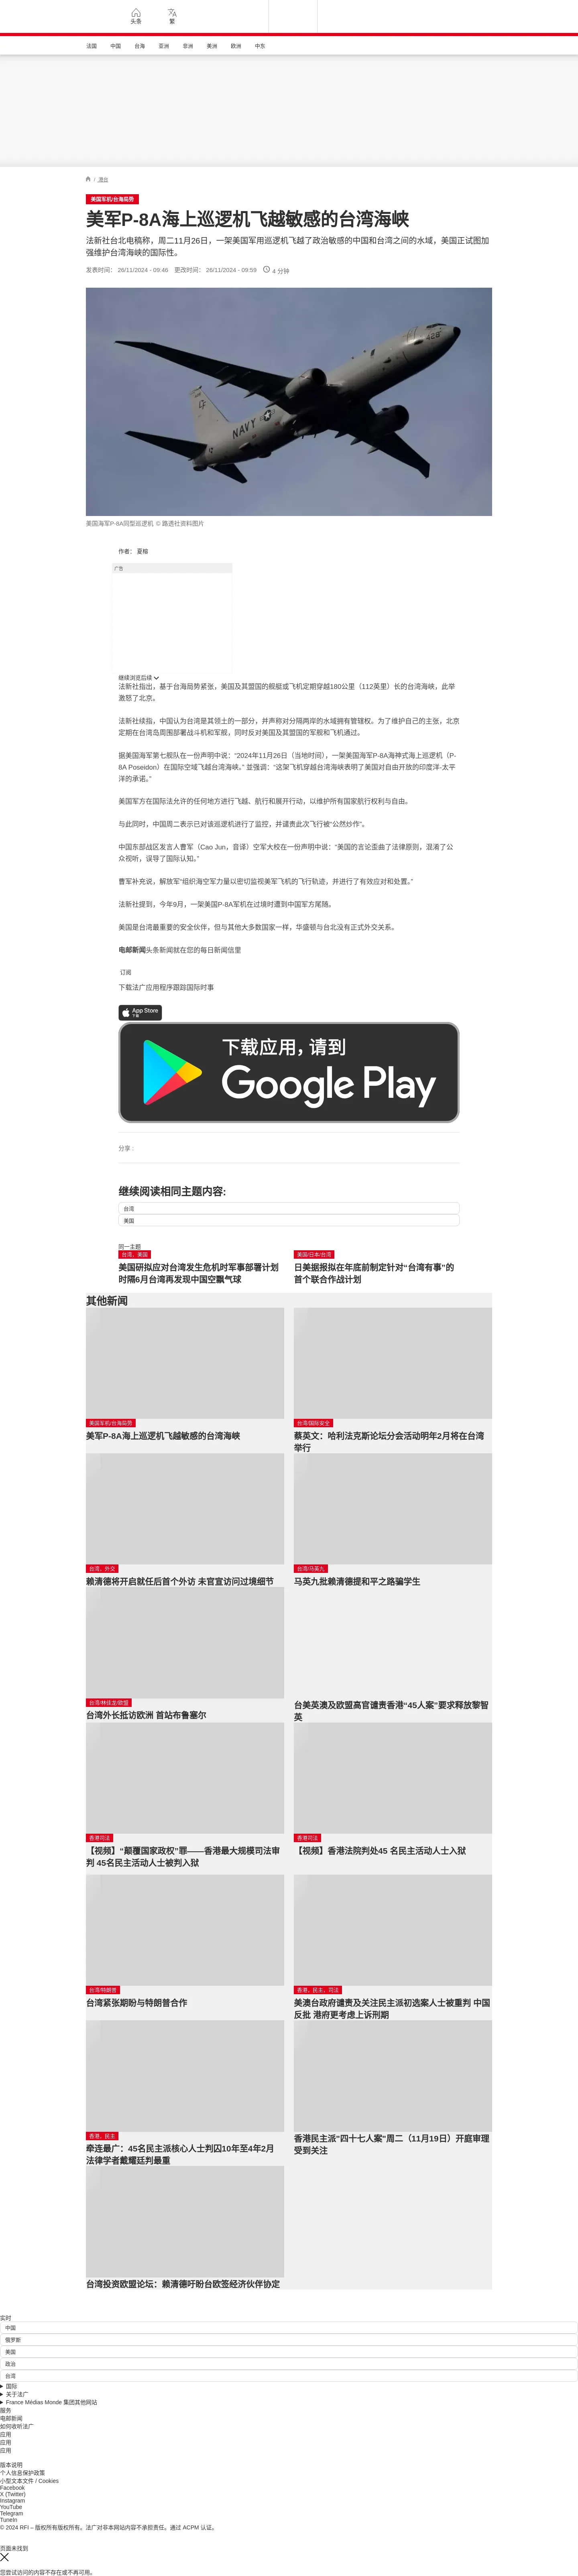 头条
繁
法国
中国
台海
亚洲
非洲
美洲
欧洲
中东
/ 港台
美国军机/台海局势
美军P-8A海上巡逻机飞越敏感的台湾海峡
法新社台北电稿称，周二11月26日，一架美国军用巡逻机飞越了政治敏感的中国和台湾之间的水域，美国正试图加
强维护台湾海峡的国际性。
发表时间： 26/11/2024 - 09:46 更改时间： 26/11/2024 - 09:59 4 分钟
428
NAVY
美国海军P-8A同型巡逻机 © 路透社资料图片
作者： 夏榕
广告
继续浏览后续
法新社指出，基于台海局势紧张，美国及其盟国的舰艇或飞机定期穿越180公里（112英里）长的台湾海峡，此举
激怒了北京。
法新社续指，中国认为台湾是其领土的一部分，并声称对分隔两岸的水域拥有管辖权。为了维护自己的主张，北京
定期在台湾岛周围部署战斗机和军舰，同时反对美国及其盟国的军舰和飞机通过。
据美国海军第七舰队在一份声明中说：“2024年11月26日（当地时间），一架美国海军P-8A海神式海上巡逻机（P-
8A Poseidon）在国际空域飞越台湾海峡。” 並强调：“这架飞机穿越台湾海峡表明了美国对自由开放的印度洋-太平
洋的承诺。”
美国军方在国际法允许的任何地方进行飞越、航行和展开行动，以维护所有国家航行权利与自由。
与此同时，中国周二表示已对该巡逻机进行了监控，并谴责此次飞行被“公然炒作”。
中国东部战区发言人曹军（Cao Jun，音译）空军大校在一份声明中说：“美国的言论歪曲了法律原则，混淆了公
众视听，误导了国际认知。”
曹军补充说，解放军“组织海空军力量以密切监视美军飞机的飞行轨迹，并进行了有效应对和处置。”
法新社提到，今年9月，一架美国P-8A军机在过境时遭到中国军方尾随。
美国是台湾最重要的安全伙伴，但与其他大多数国家一样，华盛顿与台北没有正式外交关系。
电邮新闻头条新闻就在您的每日新闻信里
订阅
下载法广应用程序跟踪国际时事
App Store
下载
下载应用，请到
Google Play
分享 :
继续阅读相同主题内容:
台湾
美国
同一主题
台湾，美国
美国研拟应对台湾发生危机时军事部署计划
时隔6月台湾再发现中国空飘气球
美国/日本/台湾
日美据报拟在年底前制定针对“台湾有事”的
首个联合作战计划
其他新闻
美国军机/台海局势
美军P-8A海上巡逻机飞越敏感的台湾海峡
台湾/国际安全
蔡英文：哈利法克斯论坛分会活动明年2月将在台湾
举行
台湾，外交
赖清德将开启就任后首个外访 未官宣访问过境细节
台湾/马英九
马英九批赖清德提和平之路骗学生
台湾/林佳龙/欧盟
台湾外长抵访欧洲 首站布鲁塞尔
台美英澳及欧盟高官谴责香港“45人案”要求释放黎智
英
香港司法
【视频】“颠覆国家政权”罪——香港最大规模司法审
判 45名民主活动人士被判入狱
香港司法
【视频】香港法院判处45 名民主活动人士入狱
台湾/特朗普
台湾紧张期盼与特朗普合作
香港，民主，司法
美澳台政府谴责及关注民主派初选案人士被重判 中国
反批 港府更考虑上诉刑期
香港，民主
牵连最广：45名民主派核心人士判囚10年至4年2月
法律学者戴耀廷判最重
香港民主派"四十七人案"周二（11月19日）开庭审理
受到关注
台湾投资欧盟论坛：赖清德吁盼台欧签经济伙伴协定
实时
中国
俄罗斯
美国
政治
台湾
国际
关于法广
France Médias Monde 集团其他网站
服务
电邮新闻
如何收听法广
应用
应用
应用
版本说明
个人信息保护政策
小型文本文件 / Cookies
Facebook
X (Twitter)
Instagram
YouTube
Telegram
TuneIn
© 2024 RFI – 版权所有版权所有。法广对非本网站内容不承担责任。通过 ACPM 认证。
页面未找到
您尝试访问的内容不存在或不再可用。